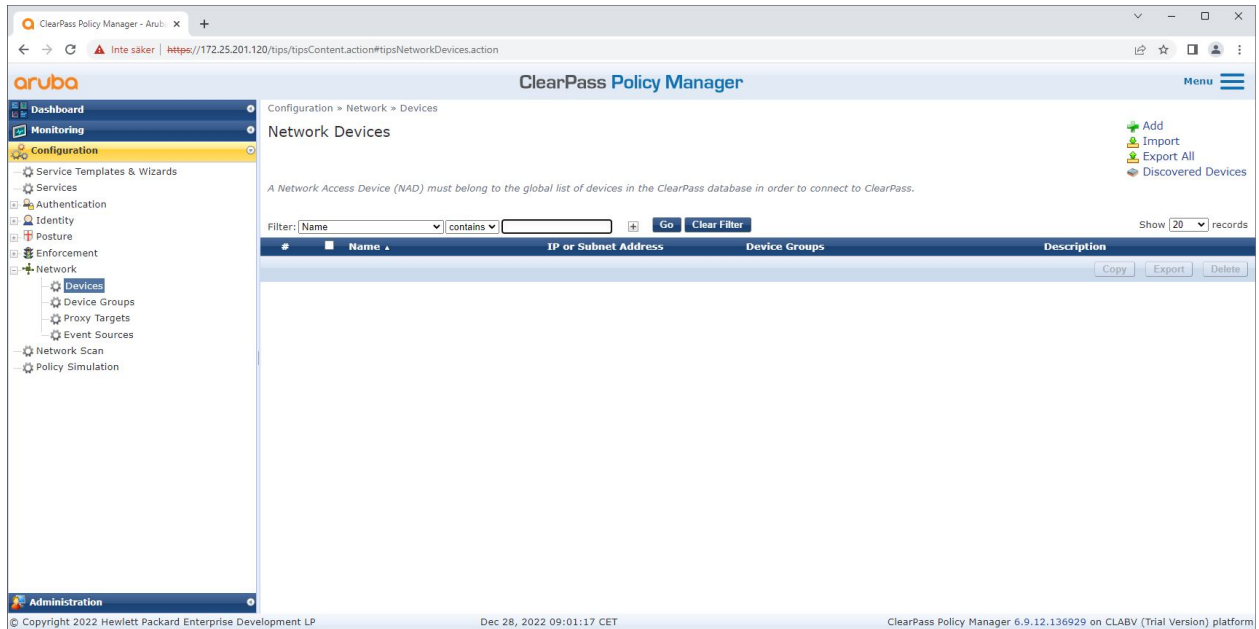 ClearPass Policy Manager - Arub
Inte säker | https://172.25.201.120/tips/tipsContent.action#tipsNetworkDevices.action
aruba
ClearPass Policy Manager
Menu
Dashboard
Monitoring
Configuration
Service Templates & Wizards
Services
Authentication
Identity
Posture
Enforcement
Network
Devices
Device Groups
Proxy Targets
Event Sources
Network Scan
Policy Simulation
Administration
Configuration » Network » Devices
Network Devices
Add
Import
Export All
Discovered Devices
A Network Access Device (NAD) must belong to the global list of devices in the ClearPass database in order to connect to ClearPass.
Filter: Name contains Go Clear Filter Show 20 records
# Name IP or Subnet Address Device Groups Description
Copy Export Delete
© Copyright 2022 Hewlett Packard Enterprise Development LP Dec 28, 2022 09:01:17 CET ClearPass Policy Manager 6.9.12.136929 on CLABV (Trial Version) platform